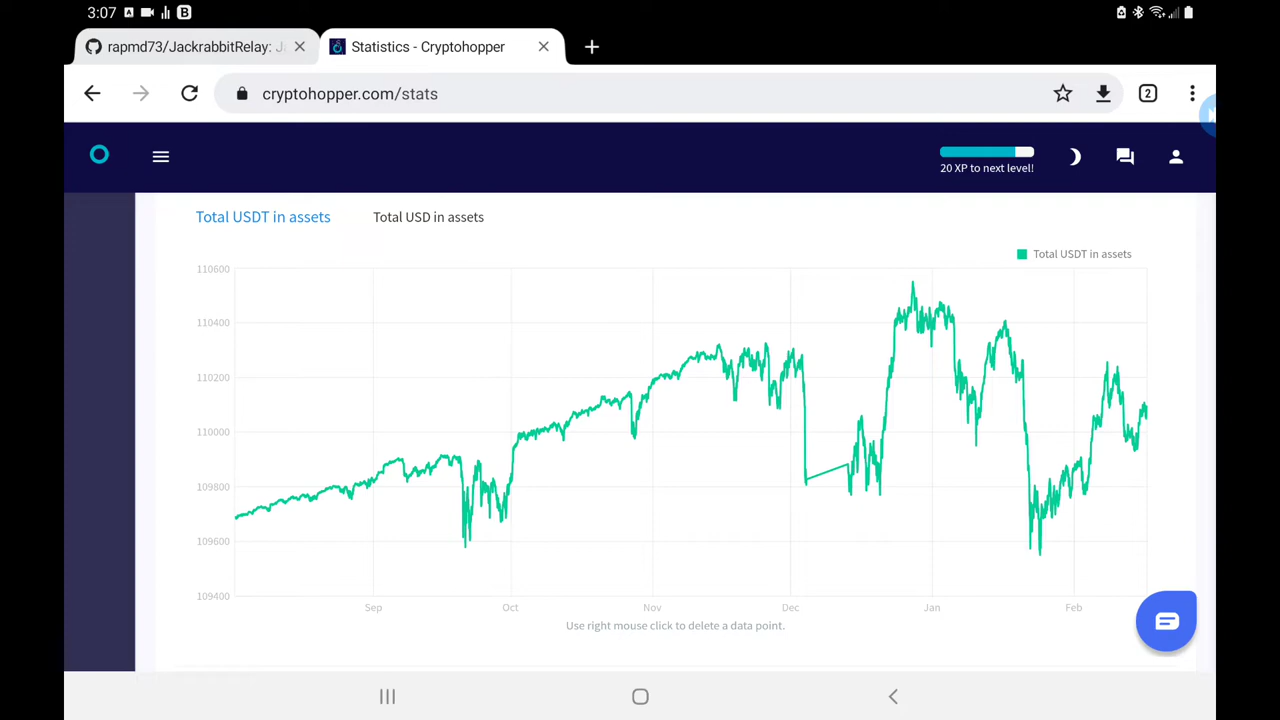 3:07
rapmd73/JackrabbitRelay: J
Statistics - Cryptohopper
cryptohopper.com/stats
2
20 XP to next level!
Total USDT in assets
Total USD in assets
Total USDT in assets
110600
110400
110200
110000
109800
109600
109400
Sep
Oct
Nov
Dec
Jan
Feb
Use right mouse click to delete a data point.